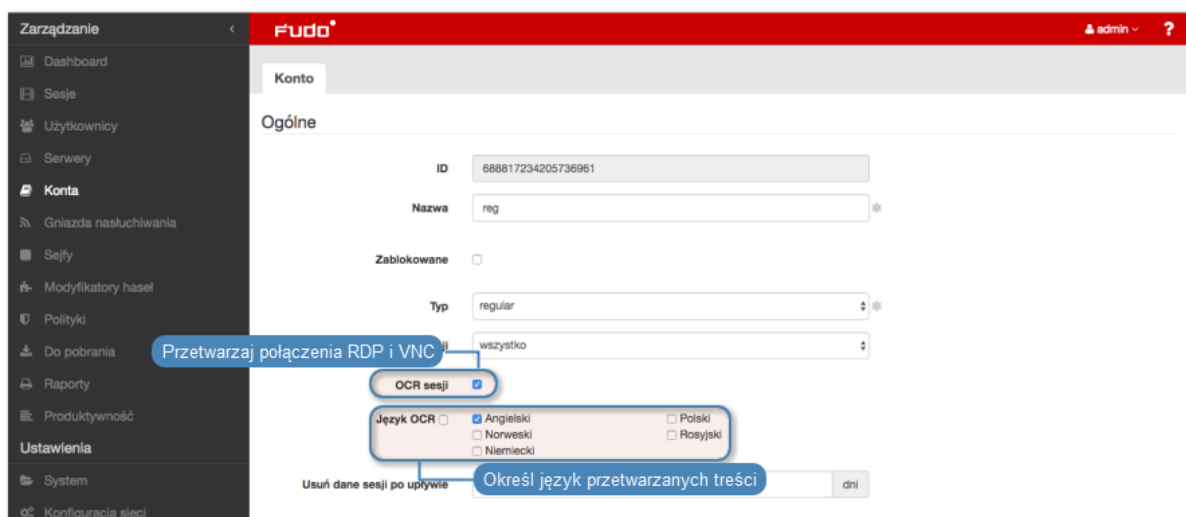 Zarządzanie
FUDO
admin
?
Dashboard
Sesje
Użytkownicy
Serwery
Konta
Gniazda nasłuchiwania
Sejfy
Modyfikatory haseł
Polityki
Do pobrania
Raporty
Produktywność
Ustawienia
System
Konfiguracja sieci
Konto
Ogólne
ID 688817234205736961
Nazwa reg
Zablokowane
Typ regular
wszystko
Przetwarzaj połączenia RDP i VNC
OCR sesji
Język OCR Angielski Polski
Norweski Rosyjski
Niemiecki
Określ język przetwarzanych treści
Usuń dane sesji po upływie dni